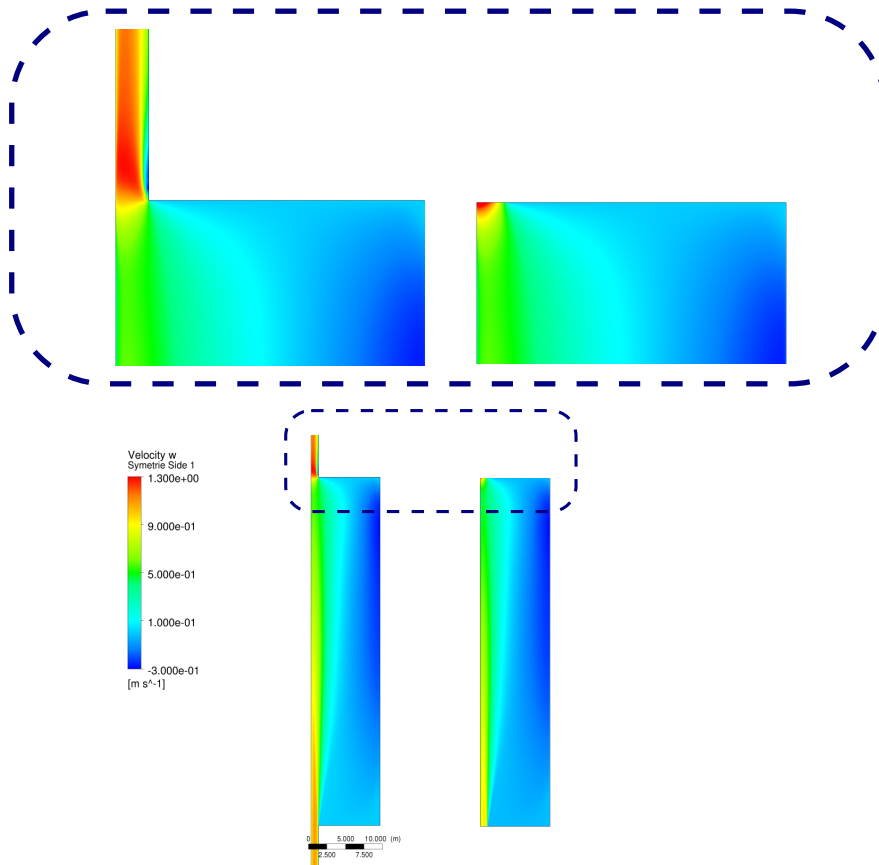 Velocity w
Symetrie Side 1
1.300e+00
9.000e-01
5.000e-01
1.000e-01
-3.000e-01
[m s^-1]
0 5.000 10.000 (m)
2.500 7.500